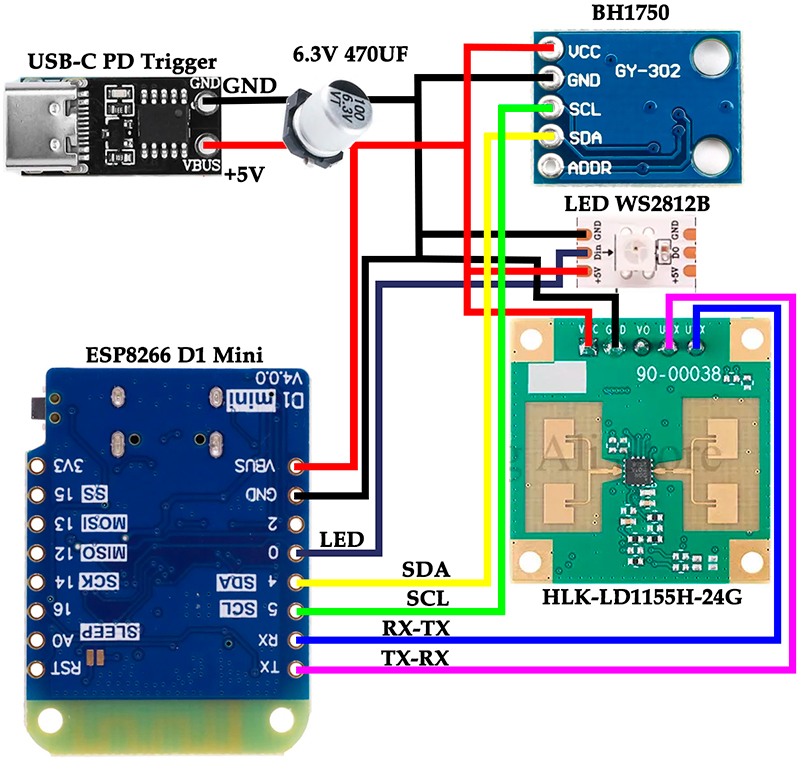 BH1750
USB-C PD Trigger
6.3V 470UF
GND
GND
VBUS
+5V
100
6.3V
VT
VCC
GND
SCL
SDA
ADDR
GY-302
LED WS2812B
GND
Din
+5V
GND
DO
+5V
ESP8266 D1 Mini
V4.0.0
D1
mini
VCC GND VO
90-00038
3V3
15 SS
13 MOSI
12 MISO
14 SCK
16
A0 SLEEP
RST
VBUS
GND
2
0
SDA 4
SCL 5
RX
TX
LED
SDA
SCL
RX-TX
TX-RX
HLK-LD1155H-24G